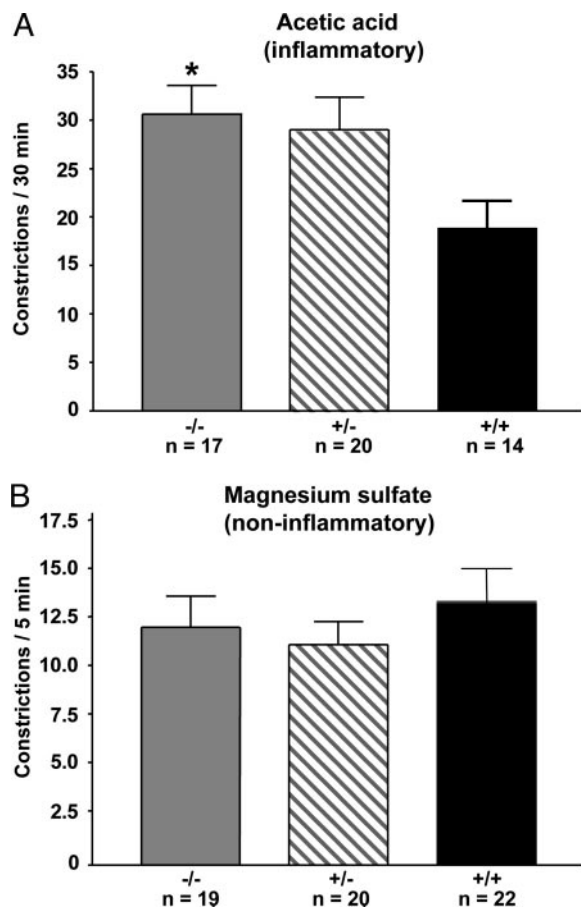 A
Acetic acid
(inflammatory)
Constrictions / 30 min
35
30
25
20
15
10
5
0
*
-/-
+/-
+/+
n = 17
n = 20
n = 14
B
Magnesium sulfate
(non-inflammatory)
Constrictions / 5 min
17.5
15.0
12.5
10.0
7.5
5.0
2.5
0
-/-
+/-
+/+
n = 19
n = 20
n = 22